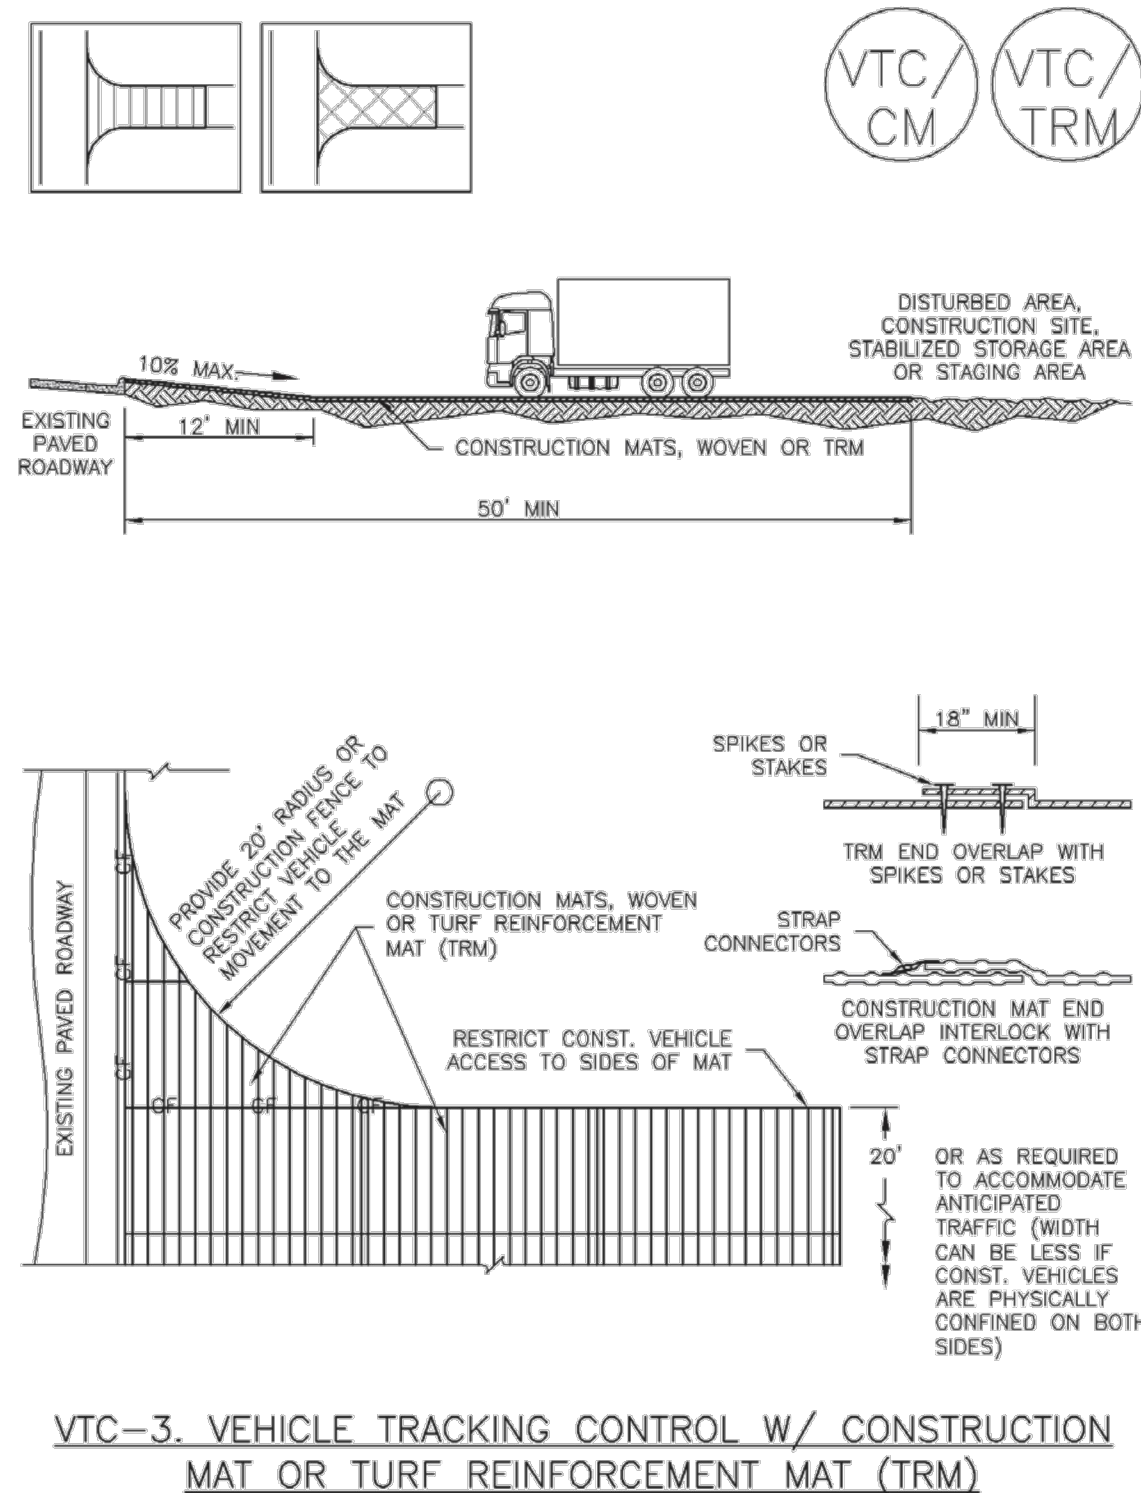 VTC/
CM
VTC/
TRM
DISTURBED AREA,
CONSTRUCTION SITE,
STABILIZED STORAGE AREA
OR STAGING AREA
10% MAX.
EXISTING
PAVED
ROADWAY
12' MIN
CONSTRUCTION MATS, WOVEN OR TRM
50' MIN
18" MIN
SPIKES OR
STAKES
TRM END OVERLAP WITH
SPIKES OR STAKES
PROVIDE 20' RADIUS OR
CONSTRUCTION FENCE TO
RESTRICT VEHICLE
MOVEMENT TO THE MAT
CONSTRUCTION MATS, WOVEN
OR TURF REINFORCEMENT
MAT (TRM)
STRAP
CONNECTORS
CONSTRUCTION MAT END
OVERLAP INTERLOCK WITH
STRAP CONNECTORS
RESTRICT CONST. VEHICLE
ACCESS TO SIDES OF MAT
EXISTING PAVED ROADWAY
CF
CF
CF
CF
CF
CF
20'
OR AS REQUIRED
TO ACCOMMODATE
ANTICIPATED
TRAFFIC (WIDTH
CAN BE LESS IF
CONST. VEHICLES
ARE PHYSICALLY
CONFINED ON BOTH
SIDES)
VTC-3. VEHICLE TRACKING CONTROL W/ CONSTRUCTION
MAT OR TURF REINFORCEMENT MAT (TRM)